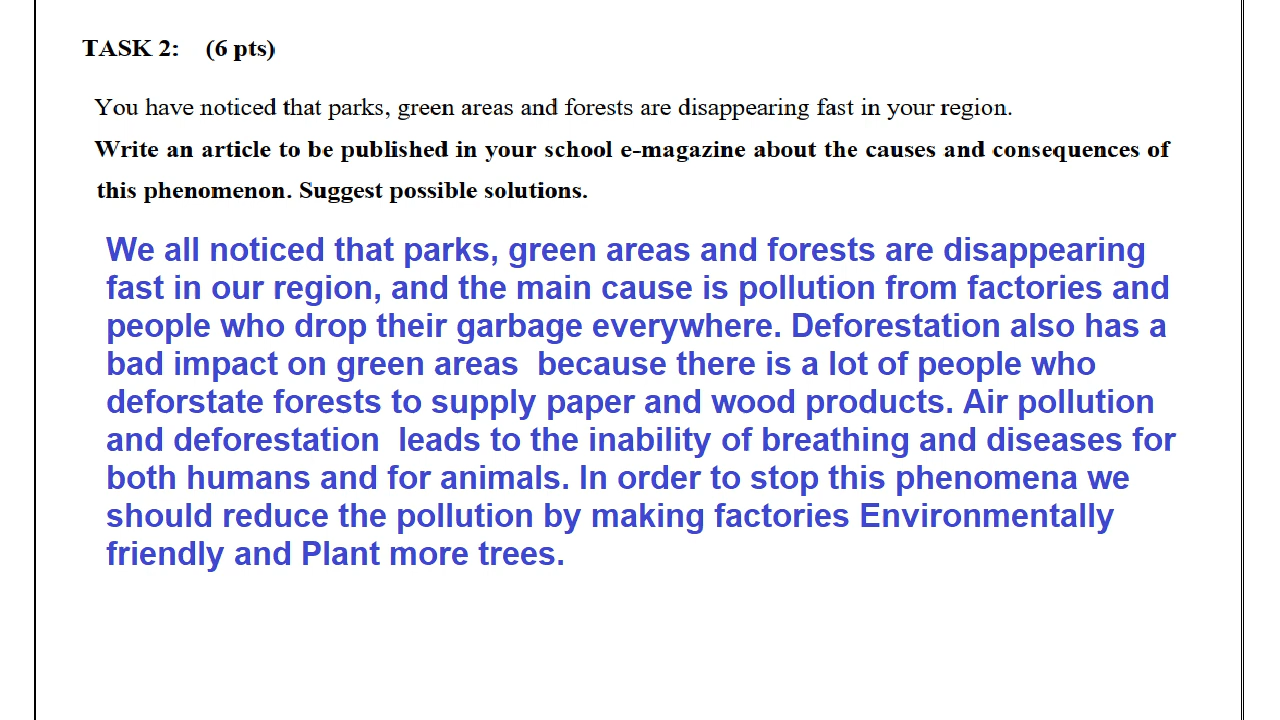 TASK 2: (6 pts)
You have noticed that parks, green areas and forests are disappearing fast in your region.
Write an article to be published in your school e-magazine about the causes and consequences of
this phenomenon. Suggest possible solutions.
We all noticed that parks, green areas and forests are disappearing
fast in our region, and the main cause is pollution from factories and
people who drop their garbage everywhere. Deforestation also has a
bad impact on green areas  because there is a lot of people who
deforstate forests to supply paper and wood products. Air pollution
and deforestation  leads to the inability of breathing and diseases for
both humans and for animals. In order to stop this phenomena we
should reduce the pollution by making factories Environmentally
friendly and Plant more trees.